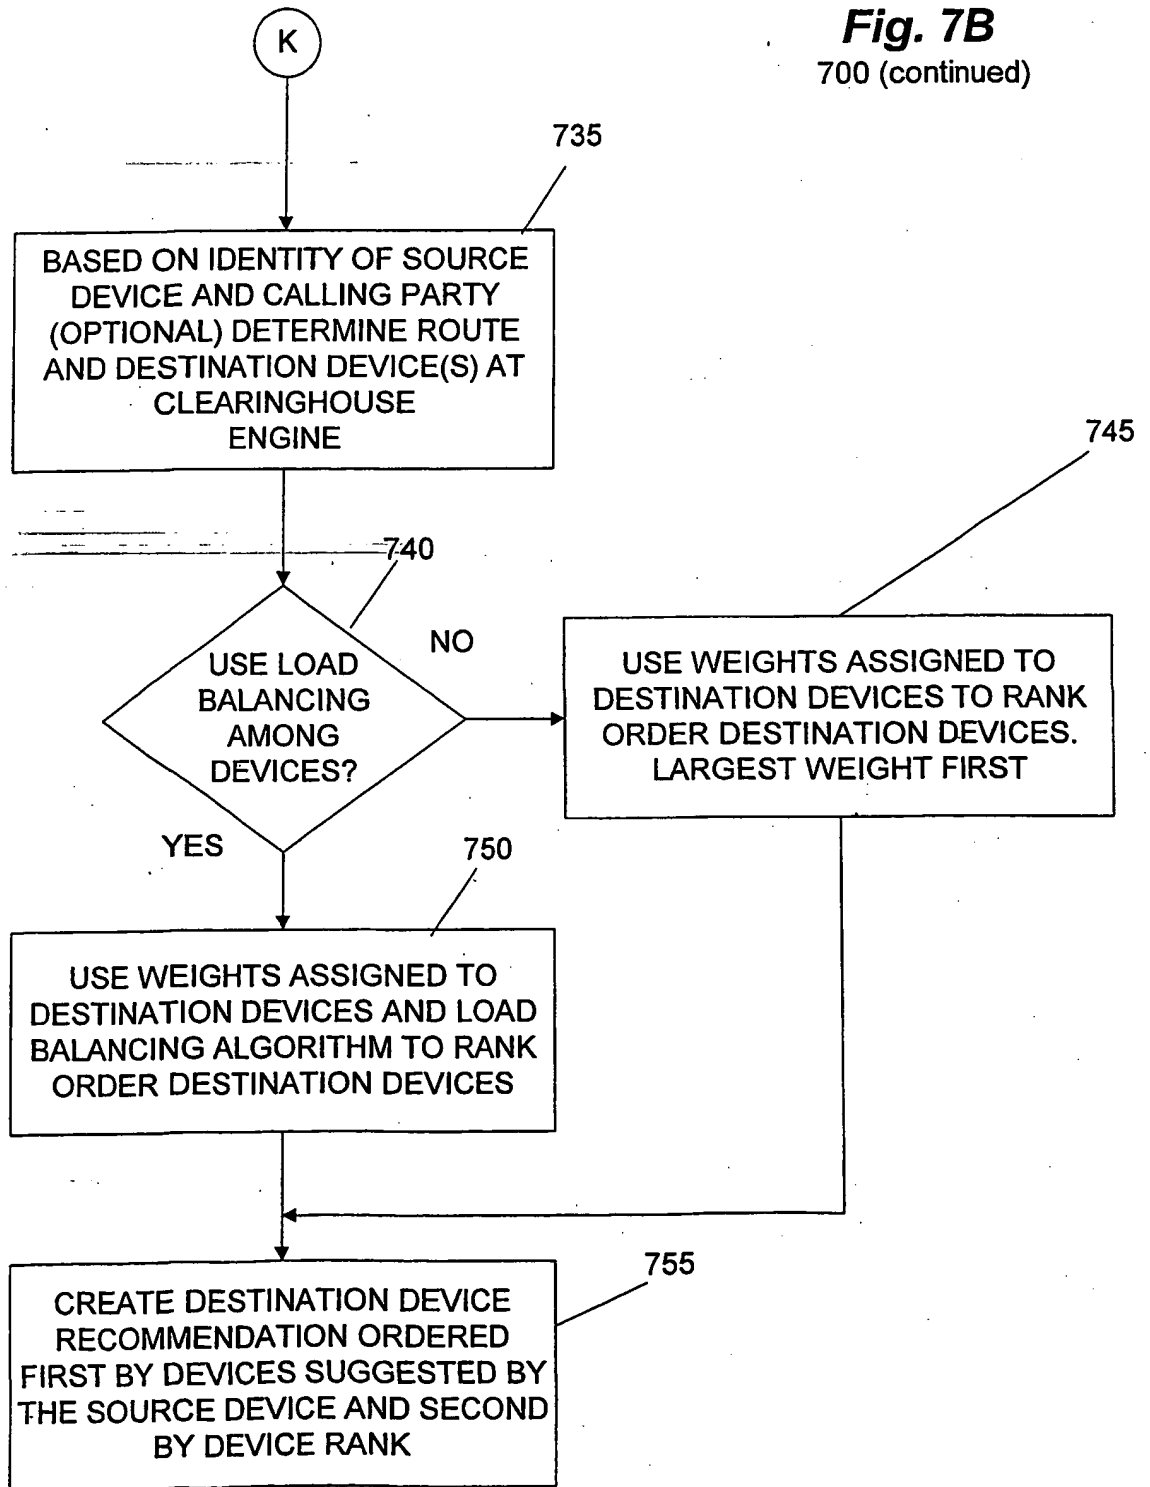 K
Fig. 7B
700 (continued)
735
BASED ON IDENTITY OF SOURCE
DEVICE AND CALLING PARTY
(OPTIONAL) DETERMINE ROUTE
AND DESTINATION DEVICE(S) AT
CLEARINGHOUSE
ENGINE
740
USE LOAD
BALANCING
AMONG
DEVICES?
NO
745
USE WEIGHTS ASSIGNED TO
DESTINATION DEVICES TO RANK
ORDER DESTINATION DEVICES.
LARGEST WEIGHT FIRST
YES
750
USE WEIGHTS ASSIGNED TO
DESTINATION DEVICES AND LOAD
BALANCING ALGORITHM TO RANK
ORDER DESTINATION DEVICES
755
CREATE DESTINATION DEVICE
RECOMMENDATION ORDERED
FIRST BY DEVICES SUGGESTED BY
THE SOURCE DEVICE AND SECOND
BY DEVICE RANK